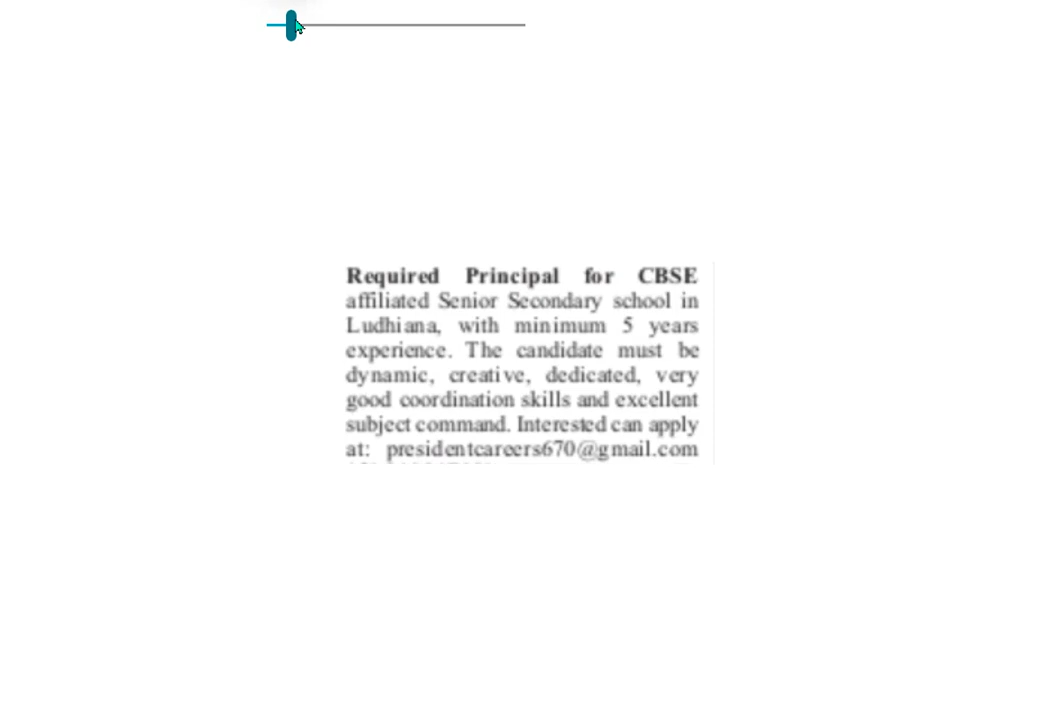 Required Principal for CBSE
affiliated Senior Secondary school in
Ludhiana, with minimum 5 years
experience. The candidate must be
dynamic, creative, dedicated, very
good coordination skills and excellent
subject command. Interested can apply
at: presidentcareers670@gmail.com